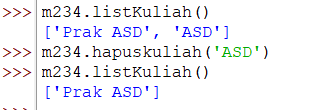 >>> m234.listKuliah()
['Prak ASD', 'ASD']
>>> m234.hapuskuliah('ASD')
>>> m234.listKuliah()
['Prak ASD']